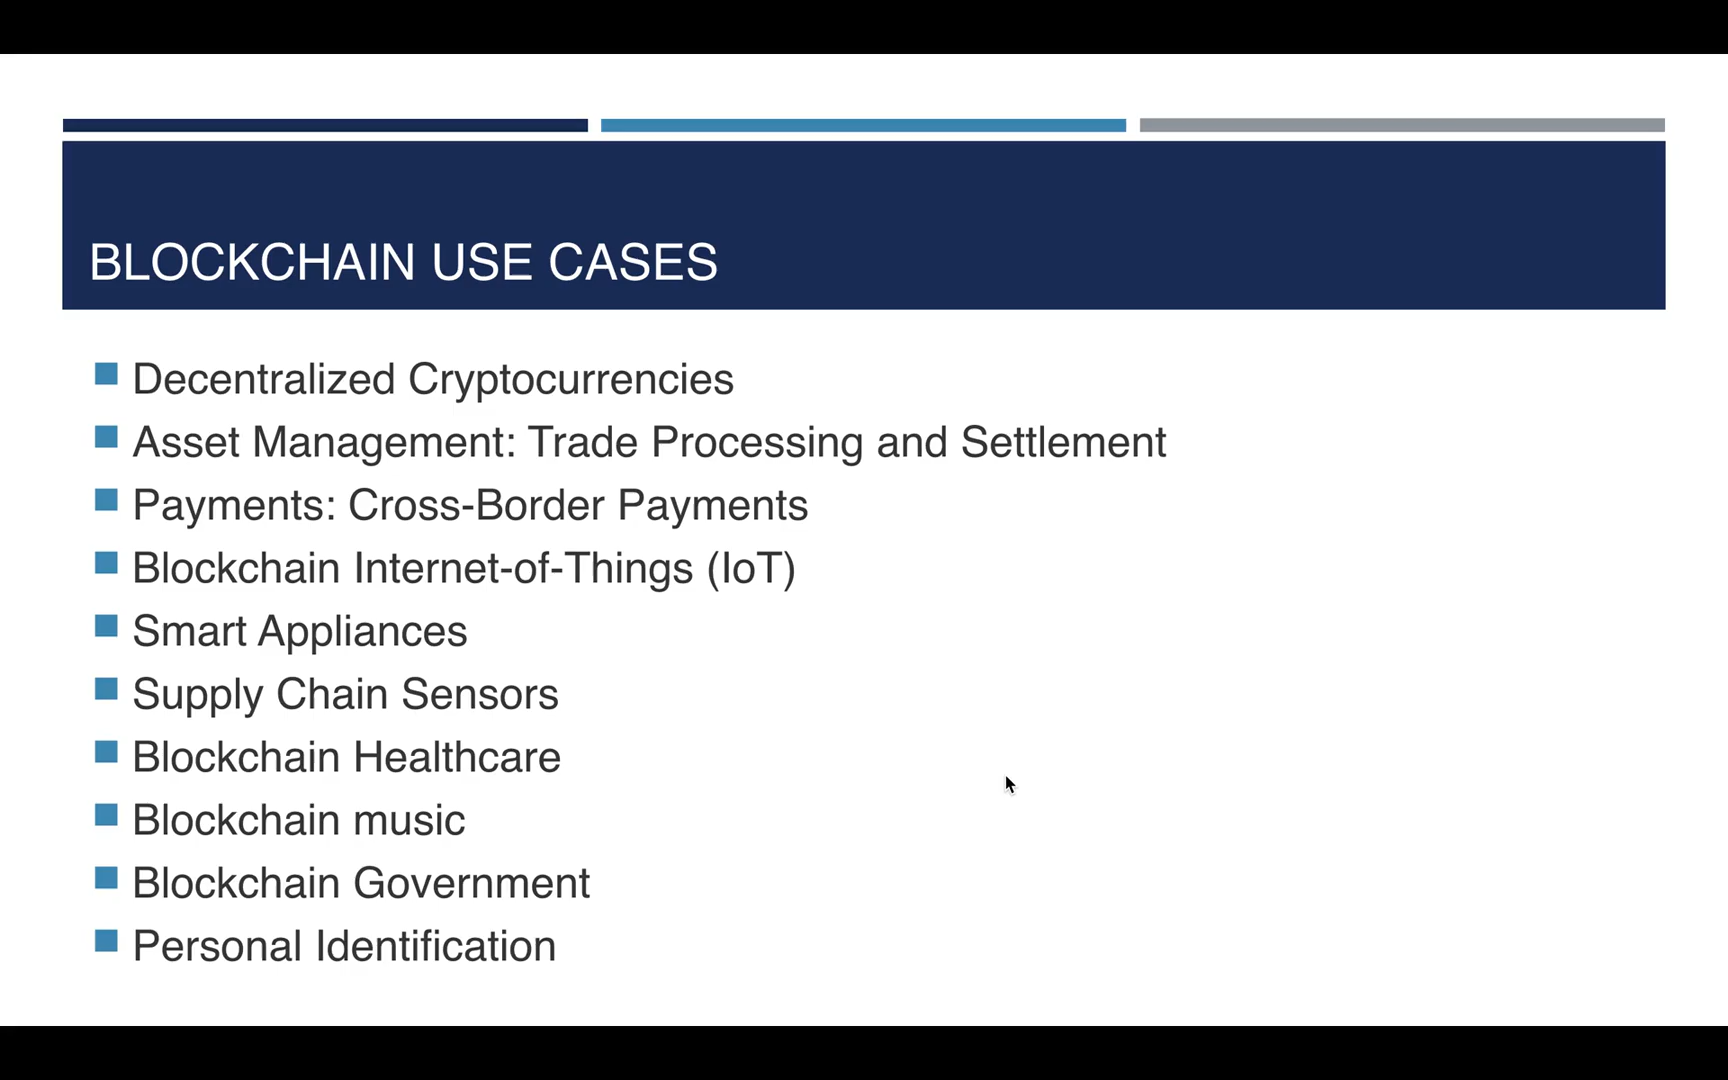 BLOCKCHAIN USE CASES
Decentralized Cryptocurrencies
Asset Management: Trade Processing and Settlement
Payments: Cross-Border Payments
Blockchain Internet-of-Things (IoT)
Smart Appliances
Supply Chain Sensors
Blockchain Healthcare
Blockchain music
Blockchain Government
Personal Identification